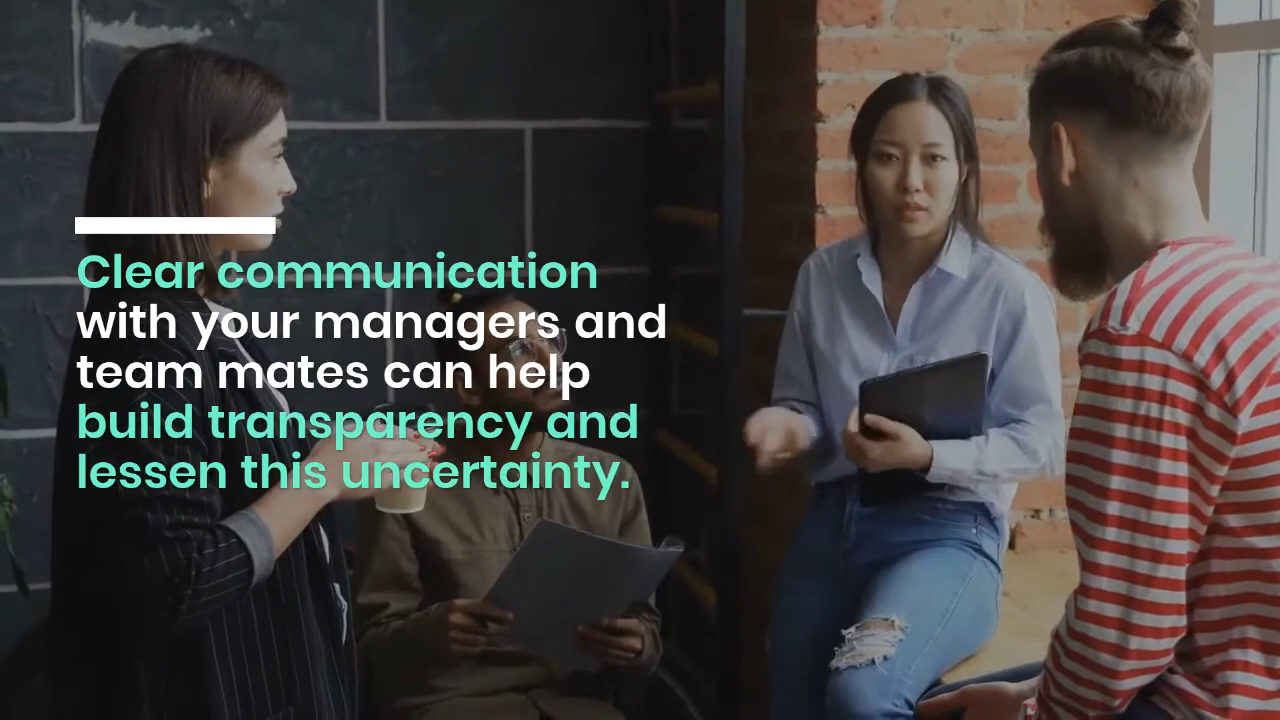 Clear communication
with your managers and
team mates can help
build transparency and
lessen this uncertainty.